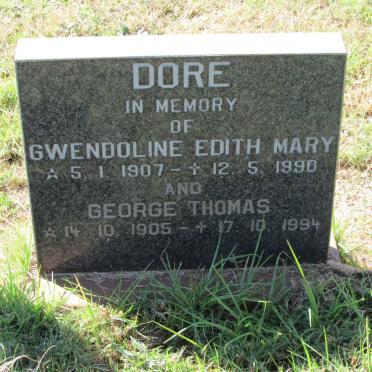 DORE
IN MEMORY
OF
GWENDOLINE EDITH MARY
☆ 5. 1. 1907 – ✝ 12. 5. 1990
AND
GEORGE THOMAS
☆ 14. 10. 1905 – ✝ 17. 10. 1994